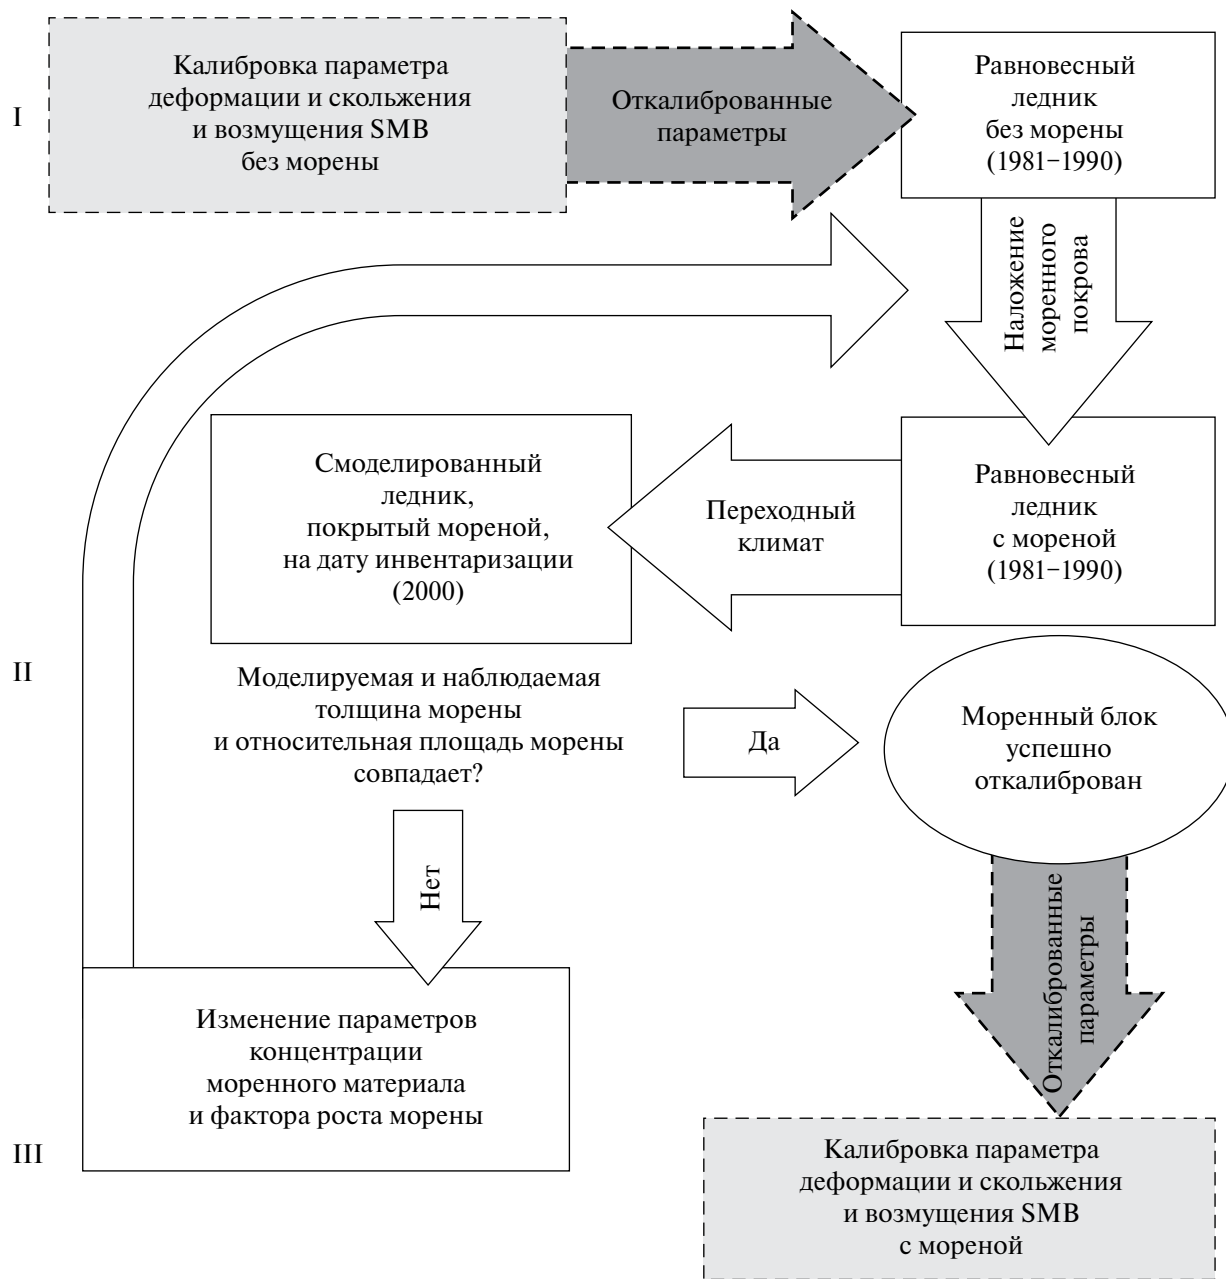 I
Калибровка параметра
деформации и скольжения
и возмущения SMB
без морены
Откалиброванные
параметры
Равновесный
ледник
без морены
(1981–1990)
Наложение
моренного
покрова
Равновесный
ледник
с мореной
(1981–1990)
Переходный
климат
Смоделированный
ледник,
покрытый мореной,
на дату инвентаризации
(2000)
II
Моделируемая и наблюдаемая
толщина морены
и относительная площадь морены
совпадает?
Да
Моренный блок
успешно
откалиброван
Нет
Откалиброванные
параметры
Изменение параметров
концентрации
моренного материала
и фактора роста морены
III
Калибровка параметра
деформации и скольжения
и возмущения SMB
с мореной